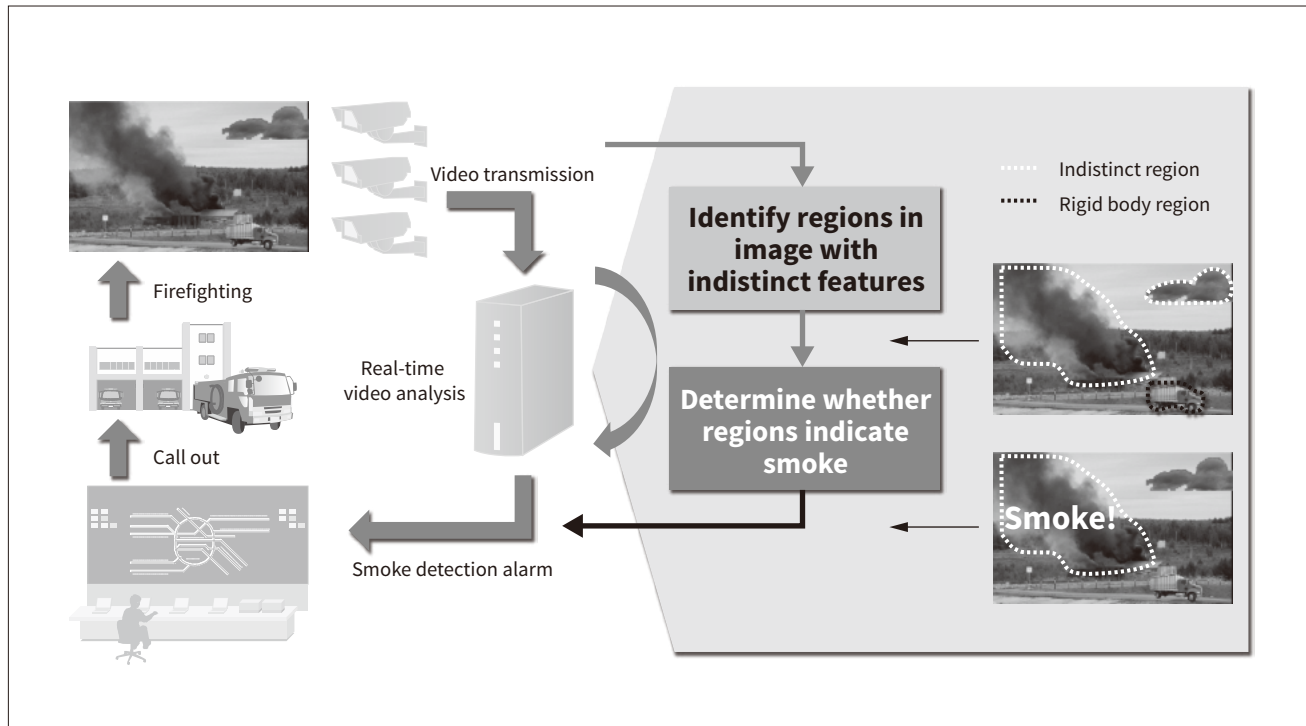 Video transmission
Firefighting
Real-time
video analysis
Call out
Smoke detection alarm
Identify regions in
image with
indistinct features
Determine whether
regions indicate
smoke
Indistinct region
Rigid body region
Smoke!